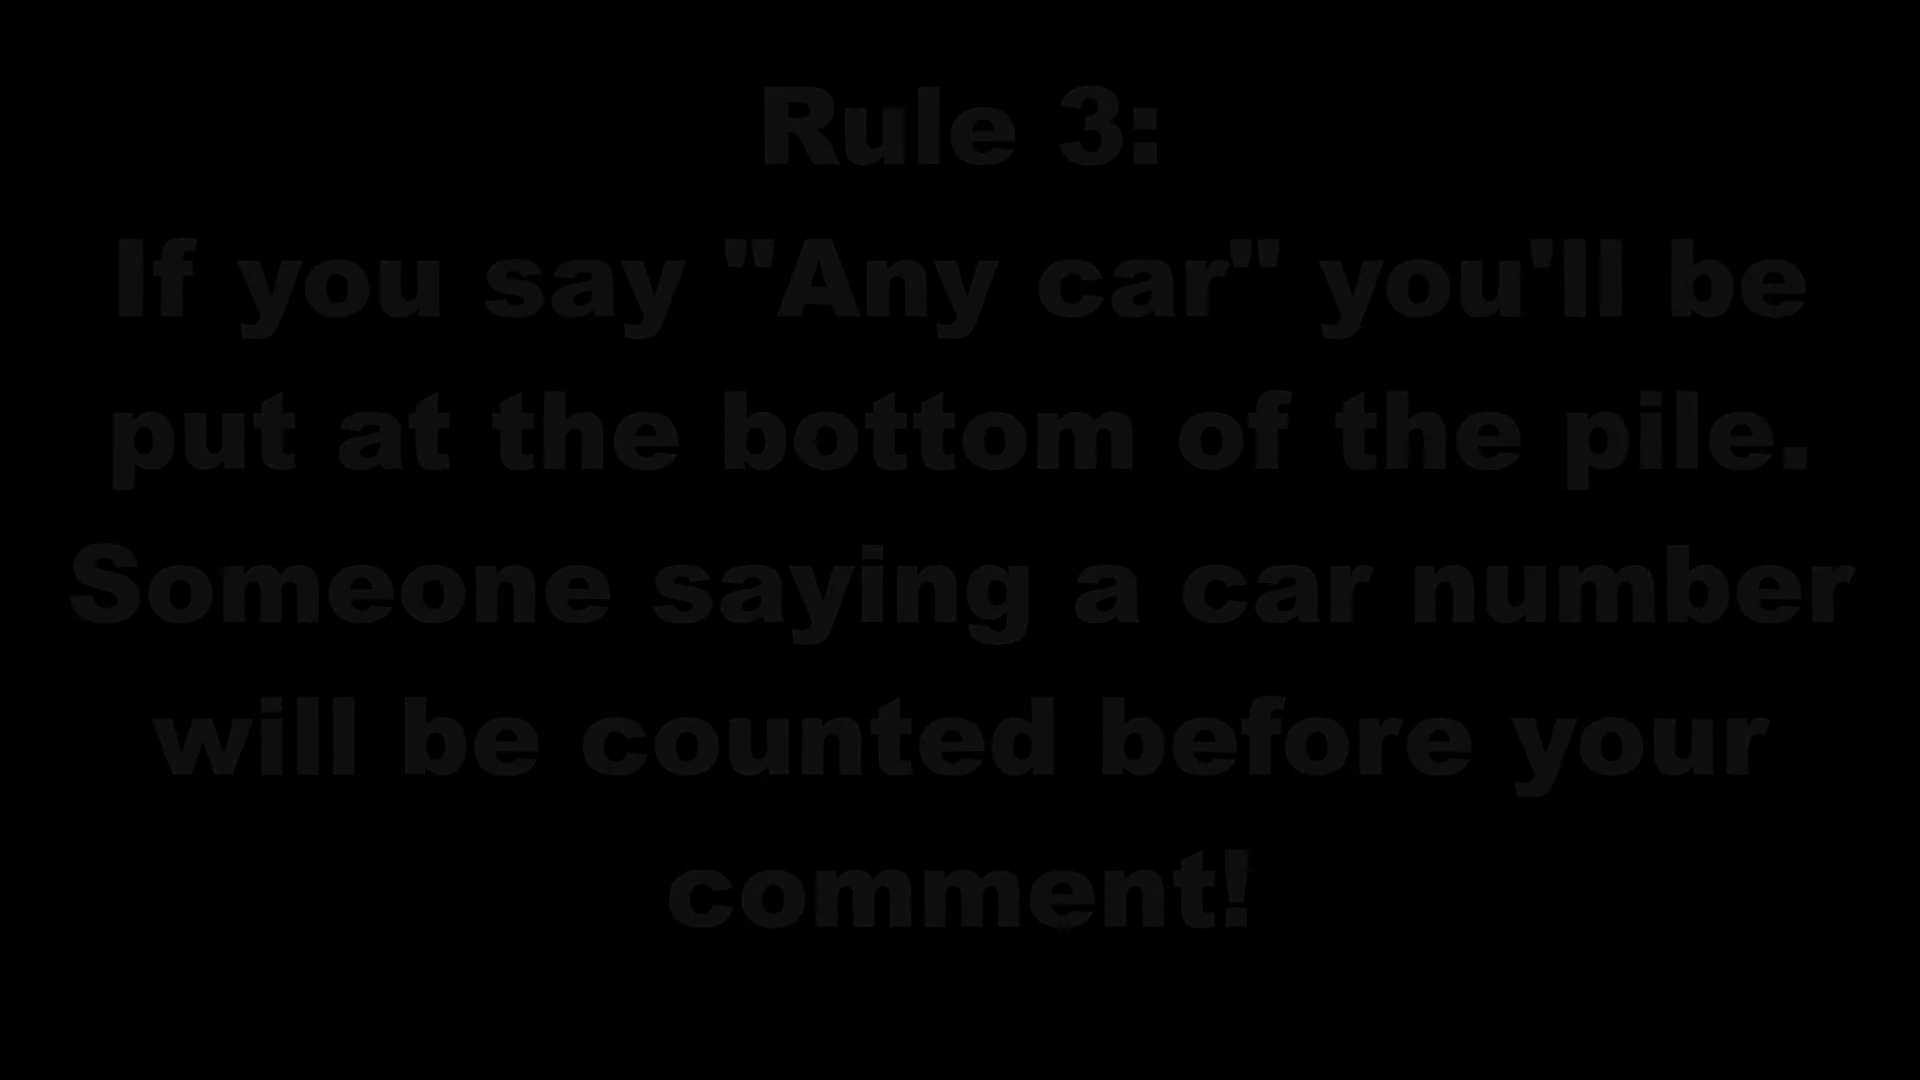 Rule 3:
If you say "Any car" you'll be
put at the bottom of the pile.
Someone saying a car number
will be counted before your
comment!